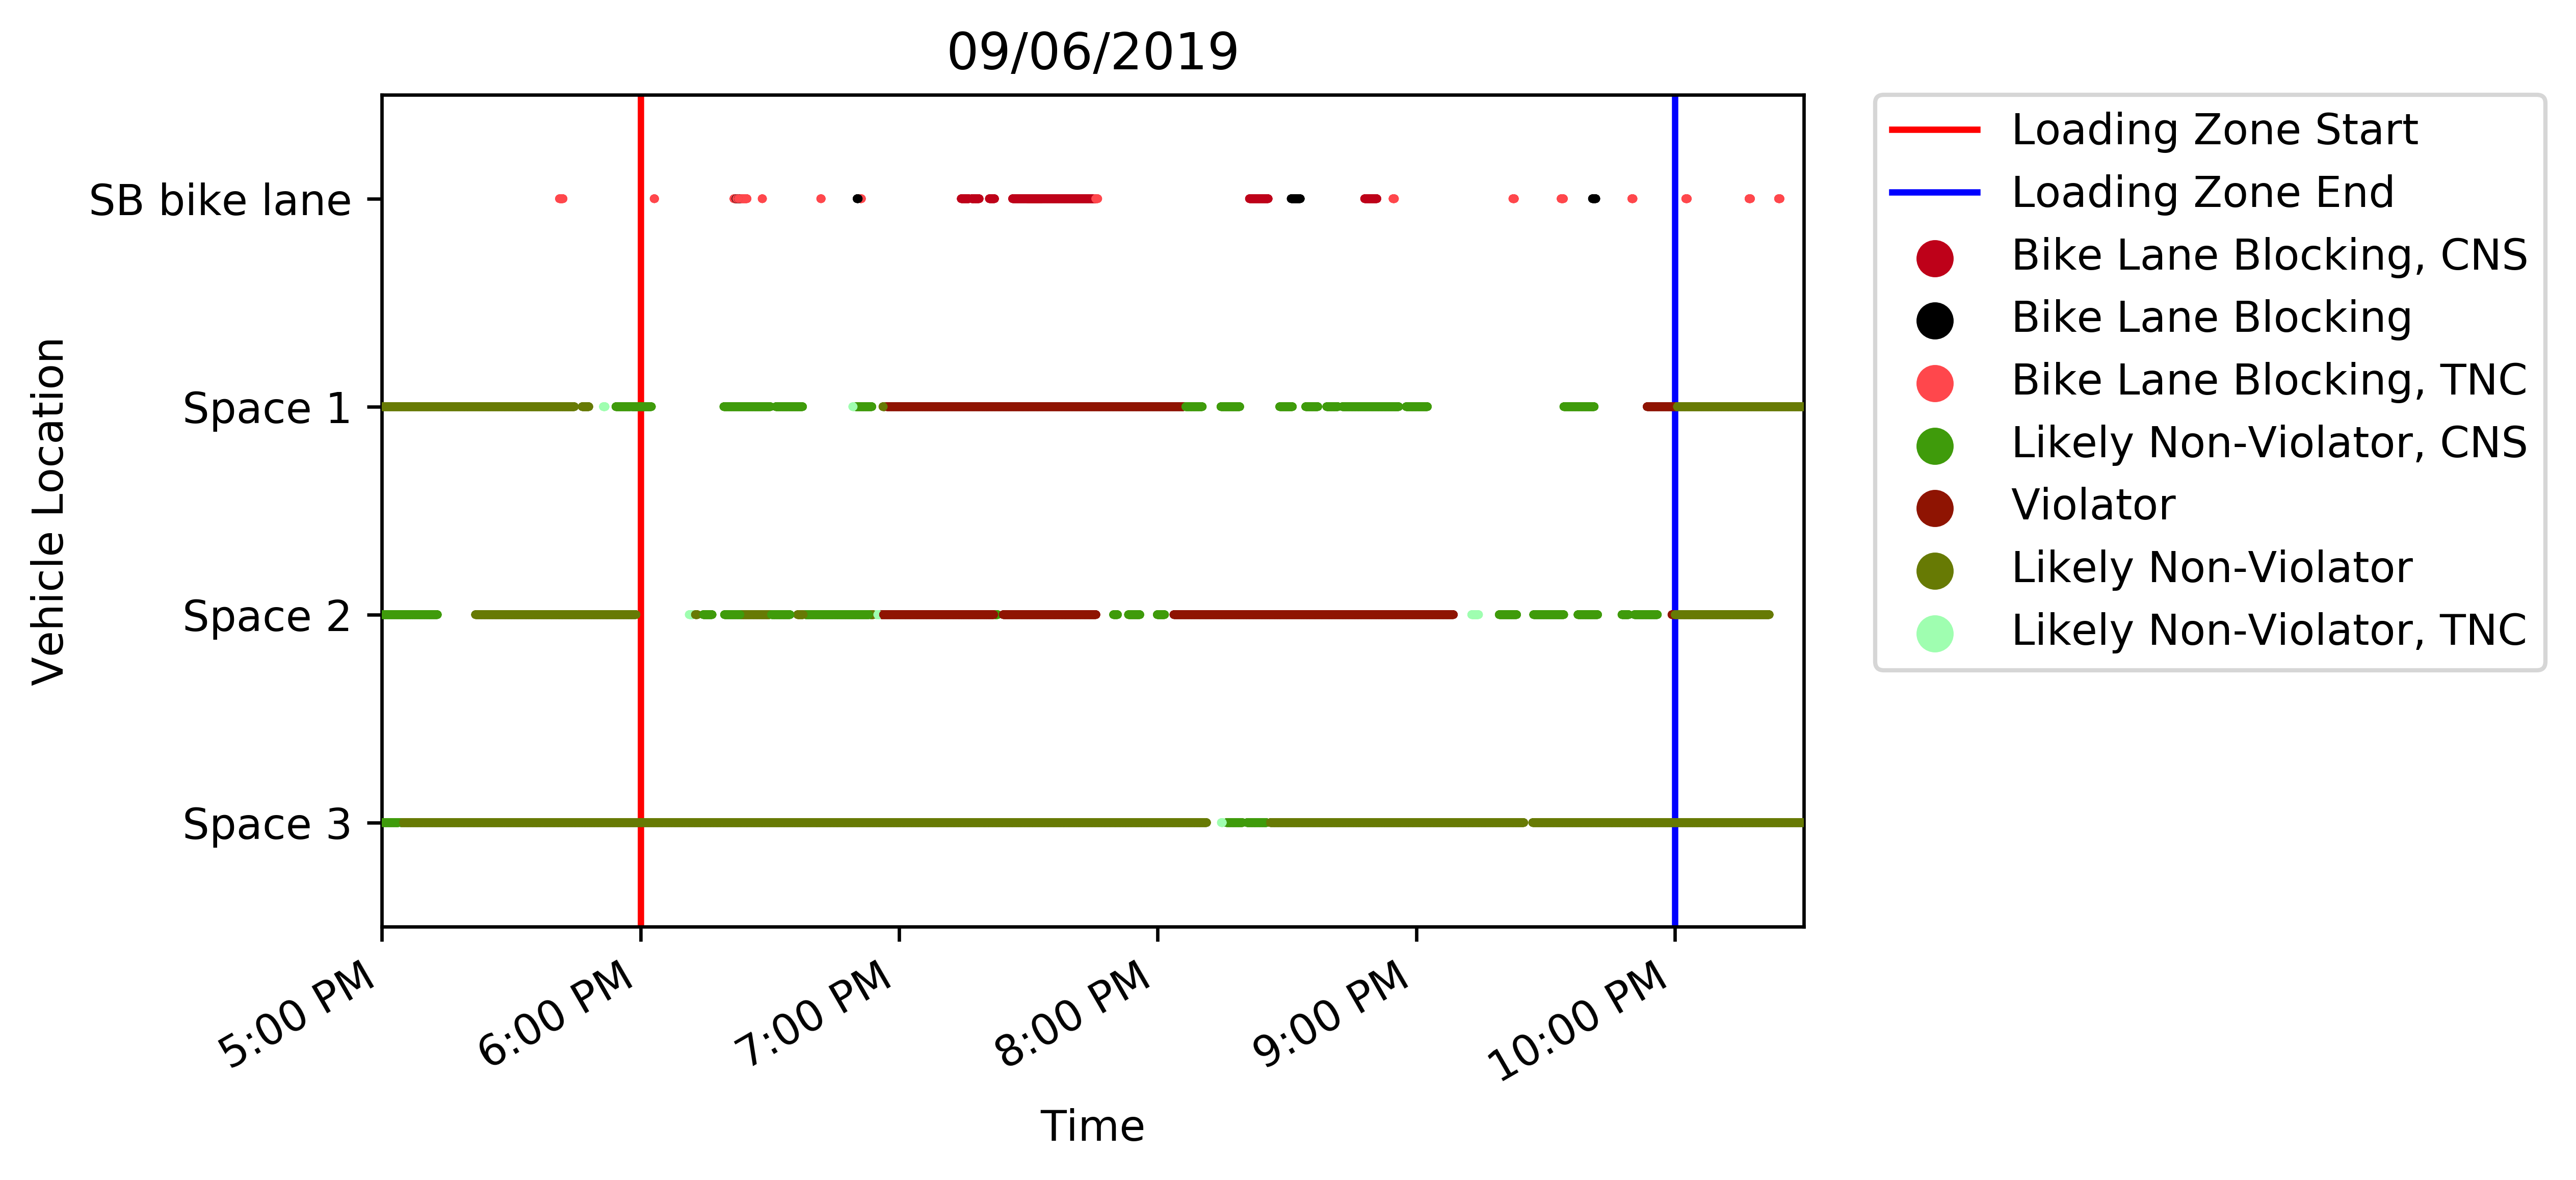 09/06/2019
SB bike lane
Space 1
Space 2
Space 3
Vehicle Location
5:00 PM
6:00 PM
7:00 PM
8:00 PM
9:00 PM
10:00 PM
Time
Loading Zone Start
Loading Zone End
Bike Lane Blocking, CNS
Bike Lane Blocking
Bike Lane Blocking, TNC
Likely Non-Violator, CNS
Violator
Likely Non-Violator
Likely Non-Violator, TNC